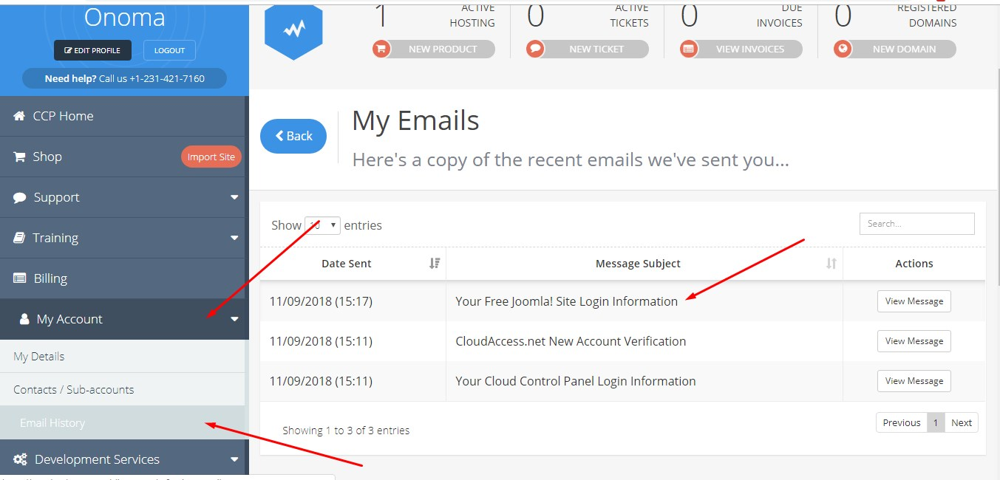 Onoma
EDIT PROFILE
LOGOUT
Need help? Call us +1-231-421-7160
CCP Home
Shop
Import Site
Support
Training
Billing
My Account
My Details
Contacts / Sub-accounts
Email History
Development Services
1
ACTIVE
HOSTING
NEW PRODUCT
0
ACTIVE
TICKETS
NEW TICKET
0
DUE
INVOICES
VIEW INVOICES
0
REGISTERED
DOMAINS
NEW DOMAIN
Back
My Emails
Here's a copy of the recent emails we've sent you...
Show 10 entries
Search...
Date Sent Message Subject Actions
11/09/2018 (15:17) Your Free Joomla! Site Login Information View Message
11/09/2018 (15:11) CloudAccess.net New Account Verification View Message
11/09/2018 (15:11) Your Cloud Control Panel Login Information View Message
Showing 1 to 3 of 3 entries
Previous 1 Next